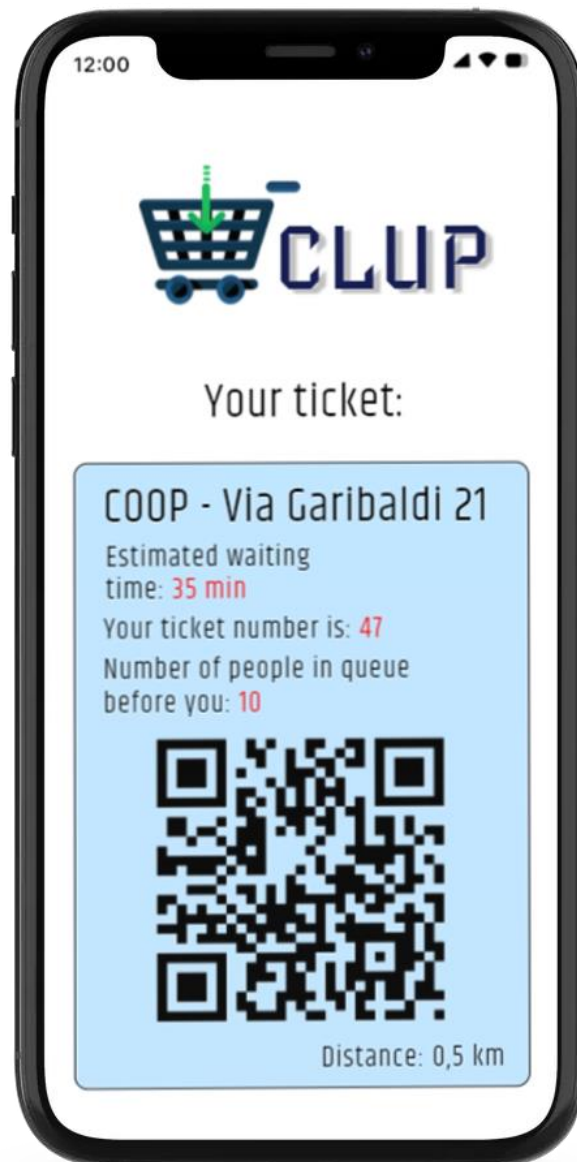 12:00
CLUP
Your ticket:
COOP - Via Garibaldi 21
Estimated waiting
time: 35 min
Your ticket number is: 47
Number of people in queue
before you: 10
Distance: 0,5 km